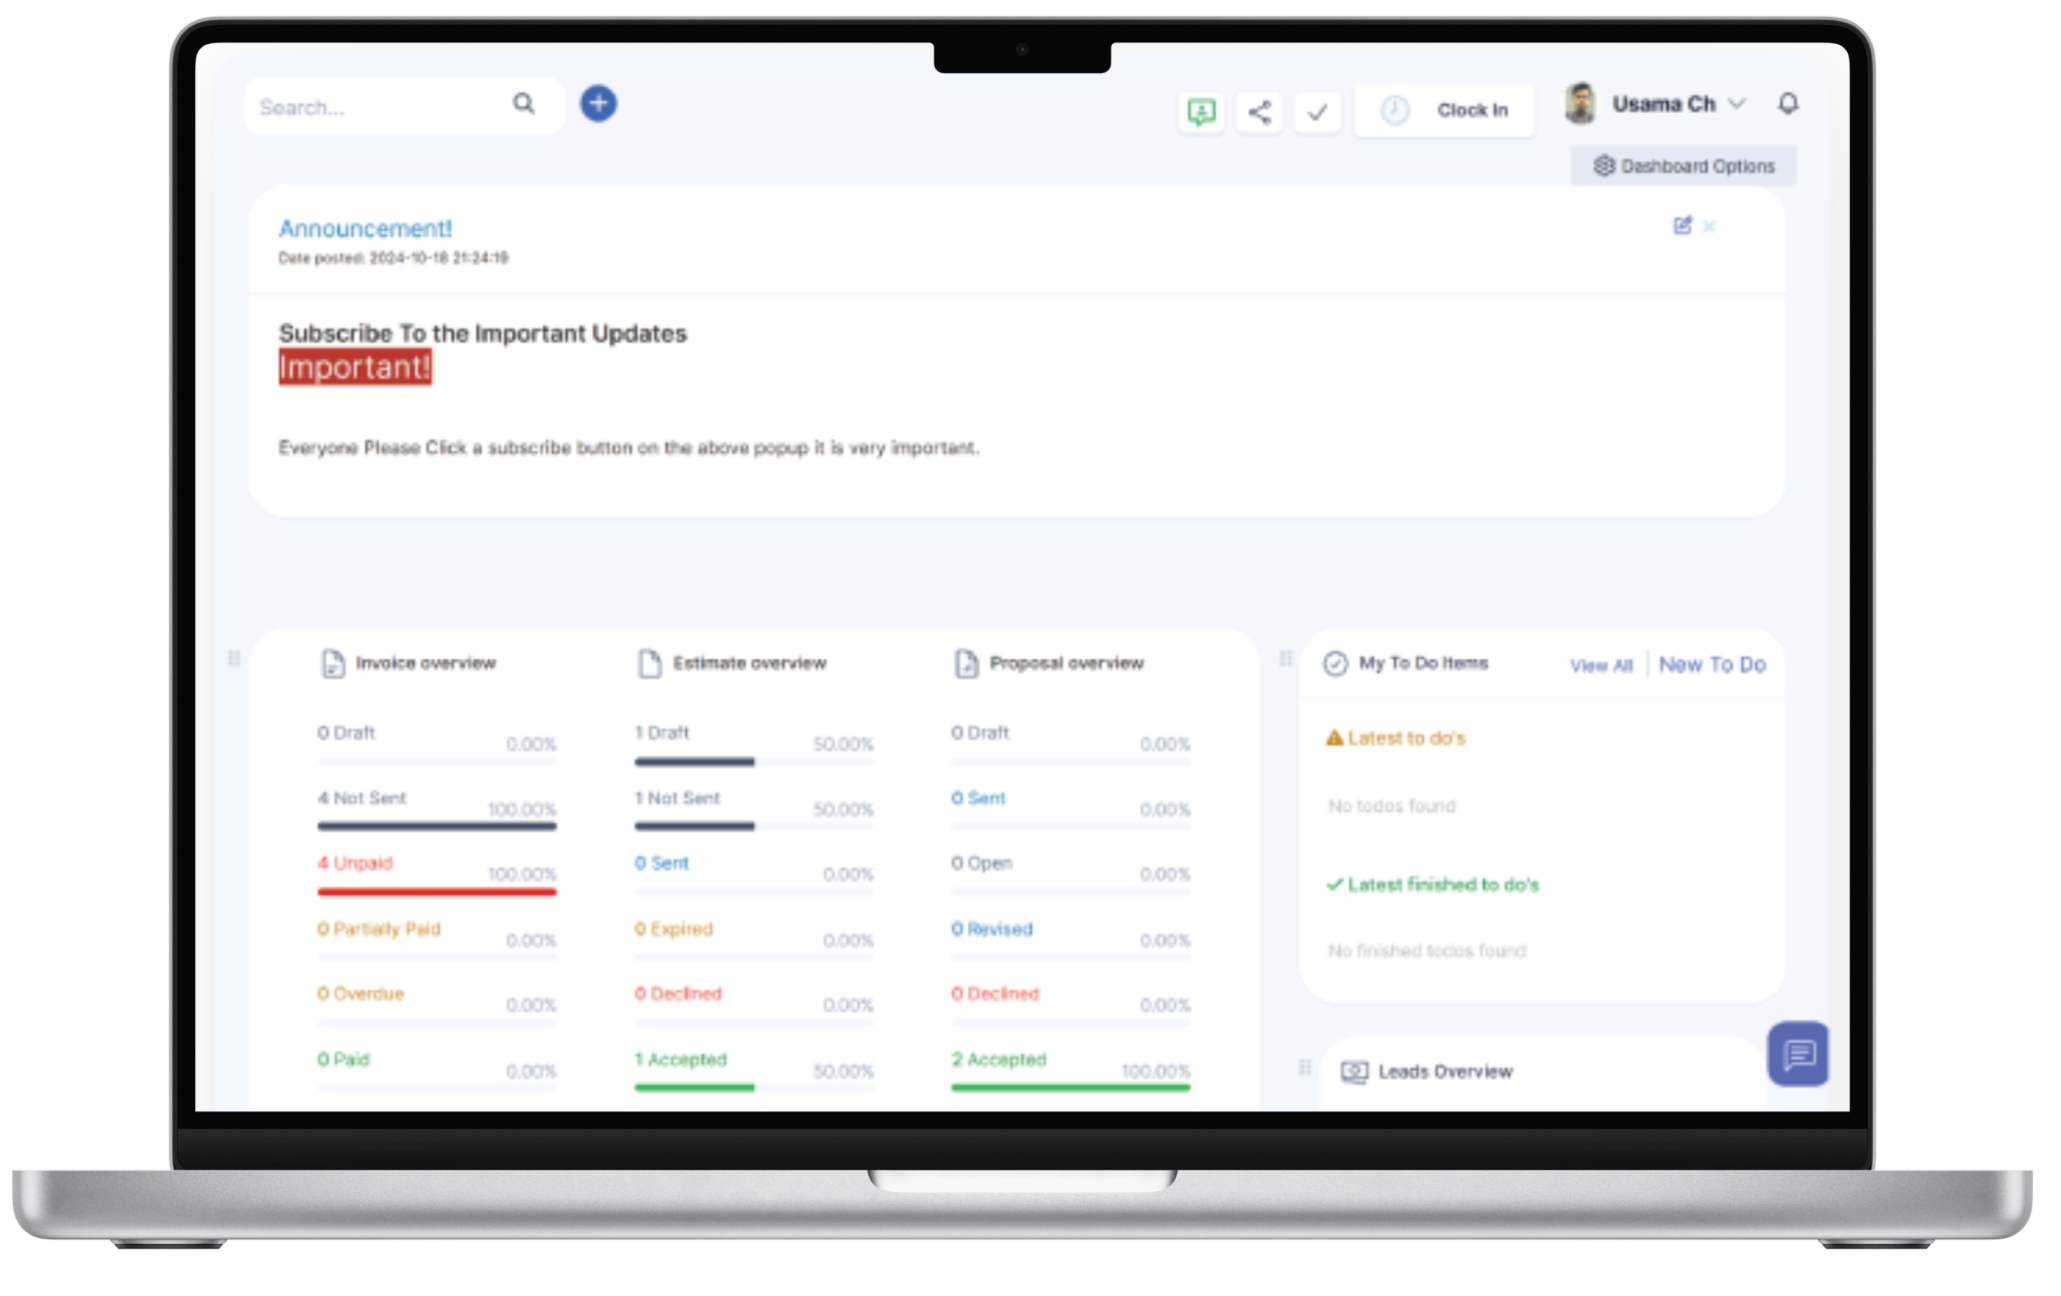 Search...
Clock In
Usama Ch
Dashboard Options
Announcement!
Date posted: 2024-10-18 21:24:19
Subscribe To the Important Updates
Important!
Everyone Please Click a subscribe button on the above popup it is very important.
Invoice overview
0 Draft 0.00%
4 Not Sent 100.00%
4 Unpaid 100.00%
0 Partially Paid 0.00%
0 Overdue 0.00%
0 Paid 0.00%
Estimate overview
1 Draft 50.00%
1 Not Sent 50.00%
0 Sent 0.00%
0 Expired 0.00%
0 Declined 0.00%
1 Accepted 50.00%
Proposal overview
0 Draft 0.00%
0 Sent 0.00%
0 Open 0.00%
0 Revised 0.00%
0 Declined 0.00%
2 Accepted 100.00%
My To Do Items
View All New To Do
Latest to do's
No todos found
Latest finished to do's
No finished todos found
Leads Overview